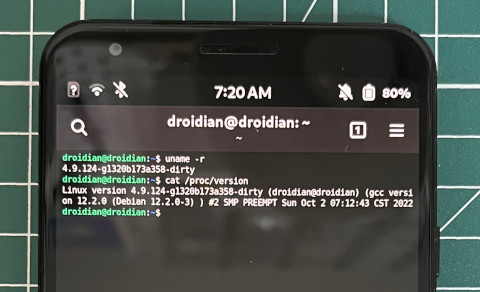 7:20 AM
80%
droidian@droidian: ~
~
1
droidian@droidian:~$ uname -r
4.9.124-g1320b173a358-dirty
droidian@droidian:~$ cat /proc/version
Linux version 4.9.124-g1320b173a358-dirty (droidian@droidian) (gcc versi
on 12.2.0 (Debian 12.2.0-3) ) #2 SMP PREEMPT Sun Oct 2 07:12:43 CST 2022
droidian@droidian:~$